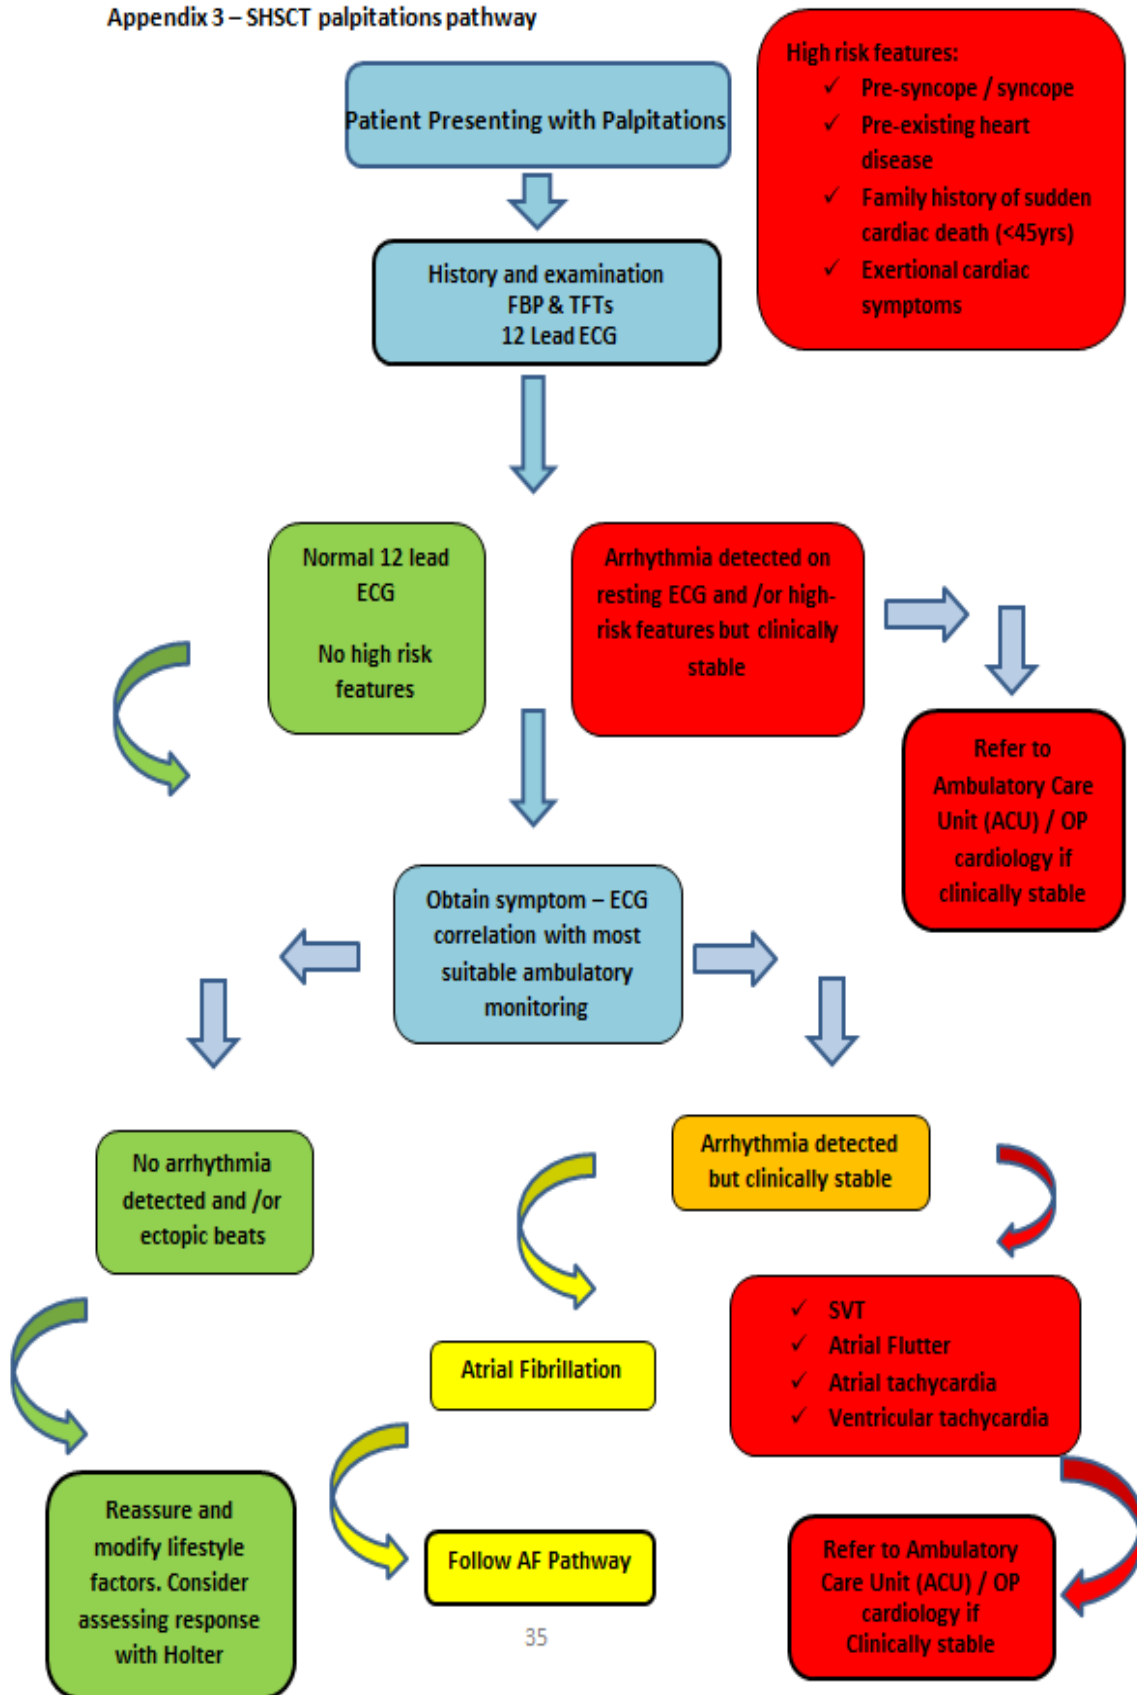 Appendix 3 – SHSCT palpitations pathway
Patient Presenting with Palpitations
High risk features:
✓ Pre-syncope / syncope
✓ Pre-existing heart
disease
✓ Family history of sudden
cardiac death (<45yrs)
✓ Exertional cardiac
symptoms
History and examination
FBP & TFTs
12 Lead ECG
Normal 12 lead
ECG
No high risk
features
Arrhythmia detected on
resting ECG and /or high-
risk features but clinically
stable
Refer to
Ambulatory Care
Unit (ACU) / OP
cardiology if
clinically stable
Obtain symptom – ECG
correlation with most
suitable ambulatory
monitoring
No arrhythmia
detected and /or
ectopic beats
Arrhythmia detected
but clinically stable
✓ SVT
✓ Atrial Flutter
✓ Atrial tachycardia
✓ Ventricular tachycardia
Atrial Fibrillation
Reassure and
modify lifestyle
factors. Consider
assessing response
with Holter
Follow AF Pathway
Refer to Ambulatory
Care Unit (ACU) / OP
cardiology if
Clinically stable
35